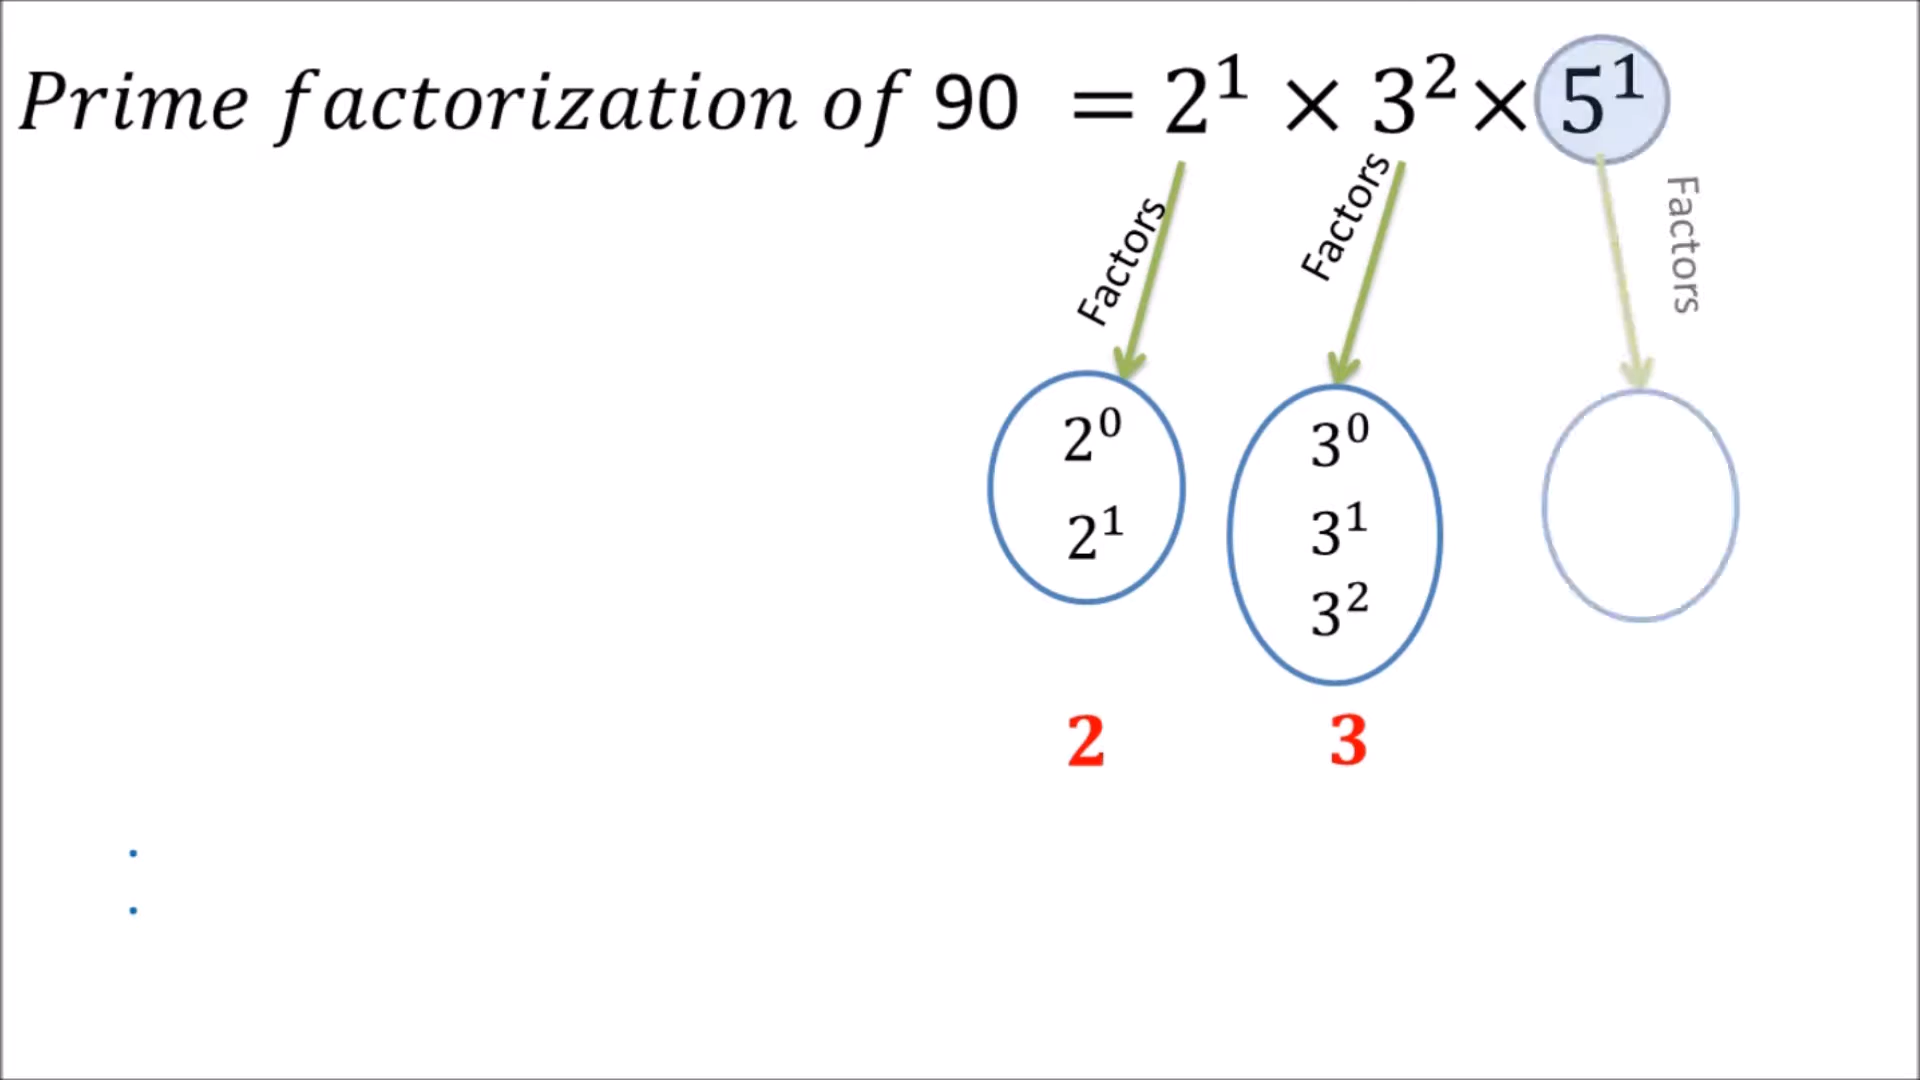 Prime factorization of 90 = 2¹ × 3² × 5¹
Factors
Factors
Factors
2⁰
3⁰
2¹
3¹
3²
2
3